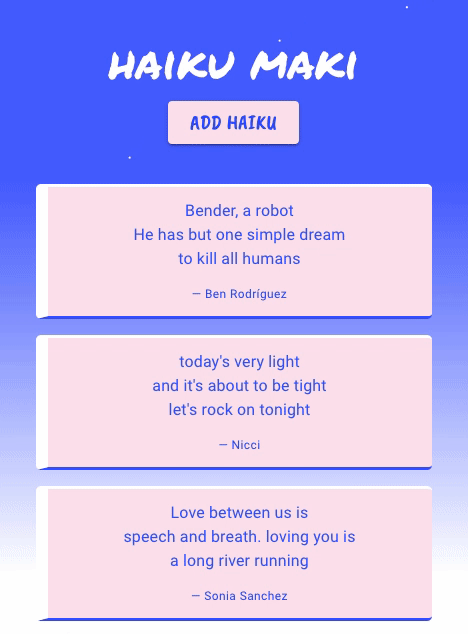 HAIKU MAKI
ADD HAIKU
Bender, a robot
He has but one simple dream
to kill all humans
— Ben Rodríguez
today's very light
and it's about to be tight
let's rock on tonight
— Nicci
Love between us is
speech and breath. loving you is
a long river running
— Sonia Sanchez